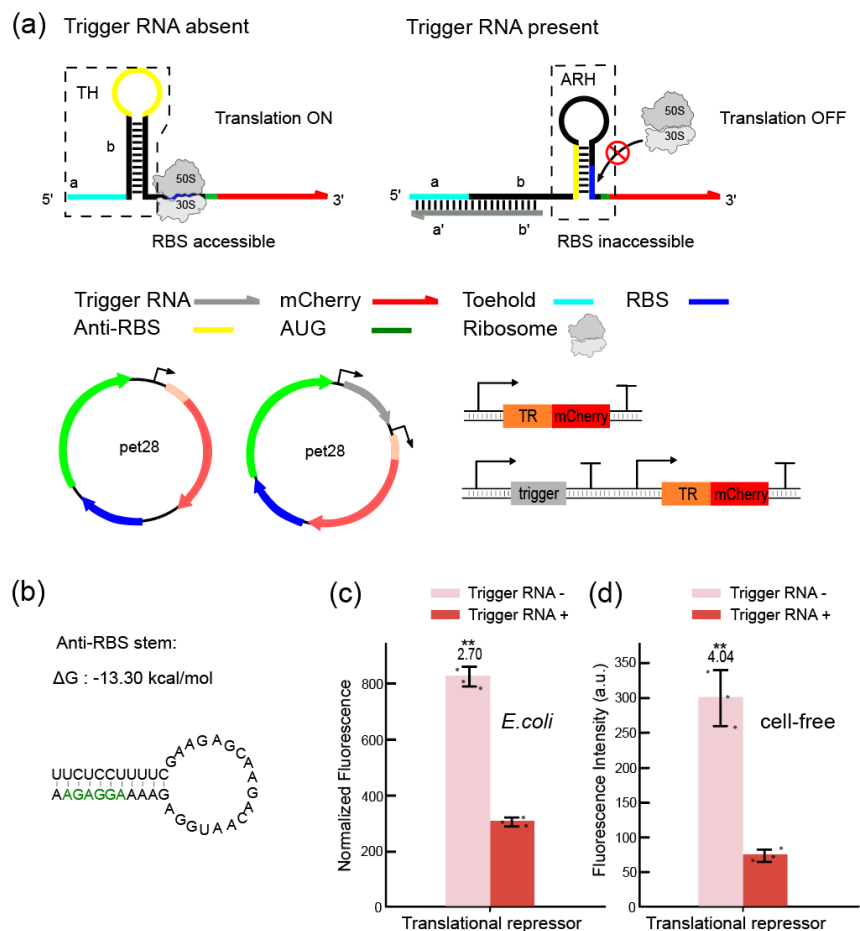 (a)
Trigger RNA absent
Trigger RNA present
TH
Translation ON
b
a
50S
30S
5'
3'
RBS accessible
ARH
50S
30S
Translation OFF
a
b
5'
3'
a'
b'
RBS inaccessible
Trigger RNA
mCherry
Toehold
RBS
Anti-RBS
AUG
Ribosome
pet28
pet28
TR
mCherry
trigger
TR
mCherry
(b)
Anti-RBS stem:
ΔG : -13.30 kcal/mol
UUCUCCUUUUCGAAGAGCAAGACAAUGGAG
AAGAGGAAAA
(c)
Trigger RNA -
Trigger RNA +
**
2.70
E.coli
Normalized Fluorescence
800
600
400
200
0
Translational repressor
(d)
Trigger RNA -
Trigger RNA +
**
4.04
cell-free
Fluorescence Intensity (a.u.)
350
300
250
200
150
100
50
0
Translational repressor